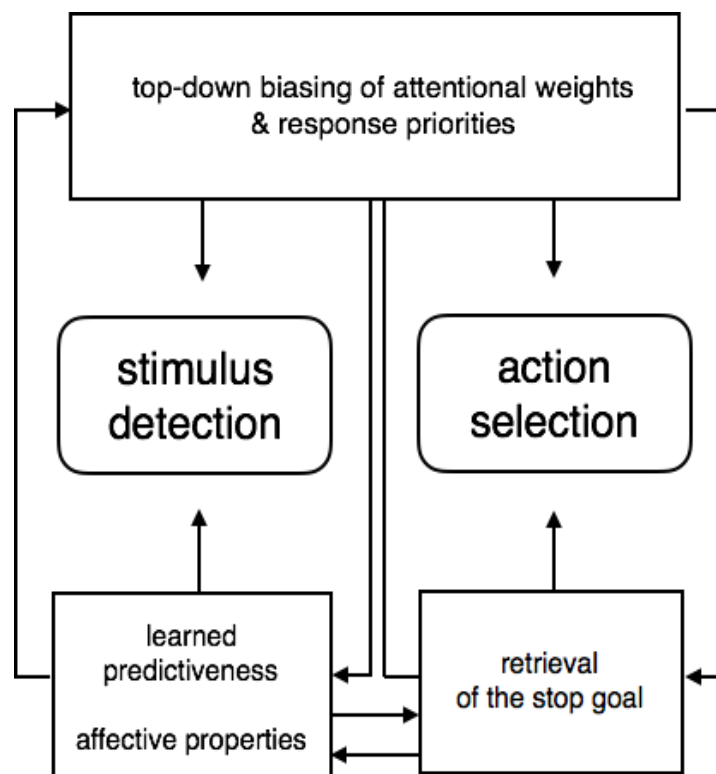 top-down biasing of attentional weights
& response priorities
stimulus
detection
action
selection
learned
predictiveness
affective properties
retrieval
of the stop goal